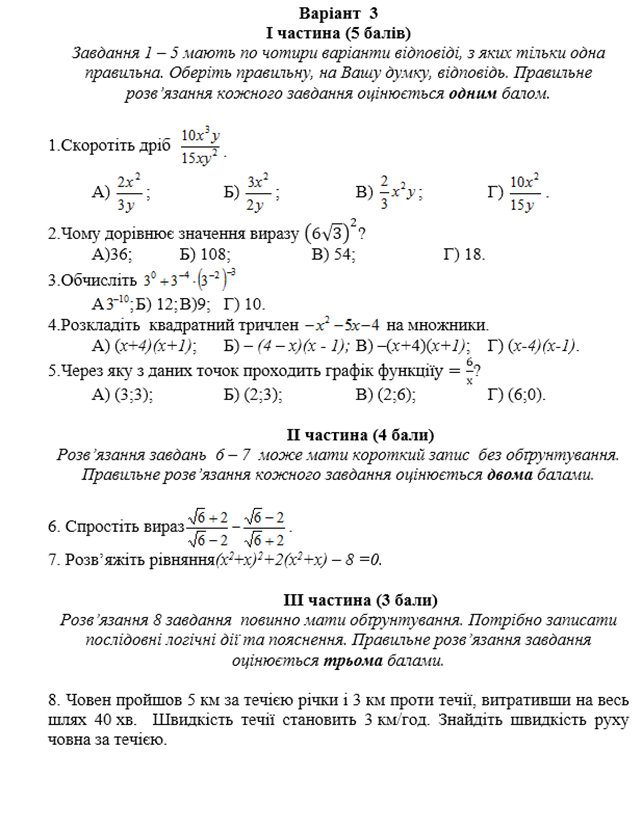 Варіант 3
І частина (5 балів)
Завдання 1 – 5 мають по чотири варіанти відповіді, з яких тільки одна
правильна. Оберіть правильну, на Вашу думку, відповідь. Правильне
розв’язання кожного завдання оцінюється одним балом.
1.Скоротіть дріб 10x³y/15xy².
А) 2x²/3y; Б) 3x²/2y; В) 2/3 x²y; Г) 10x²/15y.
2.Чому дорівнює значення виразу (6√3)²?
А)36; Б) 108; В) 54; Г) 18.
3.Обчисліть 3⁰+3⁻⁴·(3⁻²)⁻³
А3⁻¹⁰; Б) 12; В)9; Г) 10.
4.Розкладіть квадратний тричлен −x²−5x−4 на множники.
А) (х+4)(х+1); Б) – (4 – х)(х - 1); В) –(х+4)(х+1); Г) (х-4)(х-1).
5.Через яку з даних точок проходить графік функціїу = 6/х?
А) (3;3); Б) (2;3); В) (2;6); Г) (6;0).
ІІ частина (4 бали)
Розв’язання завдань 6 – 7 може мати короткий запис без обґрунтування.
Правильне розв’язання кожного завдання оцінюється двома балами.
6. Спростіть вираз (√6+2)/(√6−2) − (√6−2)/(√6+2).
7. Розв’яжіть рівняння(х²+х)²+2(х²+х) – 8 =0.
ІІІ частина (3 бали)
Розв’язання 8 завдання повинно мати обґрунтування. Потрібно записати
послідовні логічні дії та пояснення. Правильне розв’язання завдання
оцінюється трьома балами.
8. Човен пройшов 5 км за течією річки і 3 км проти течії, витративши на весь
шлях 40 хв. Швидкість течії становить 3 км/год. Знайдіть швидкість руху
човна за течією.